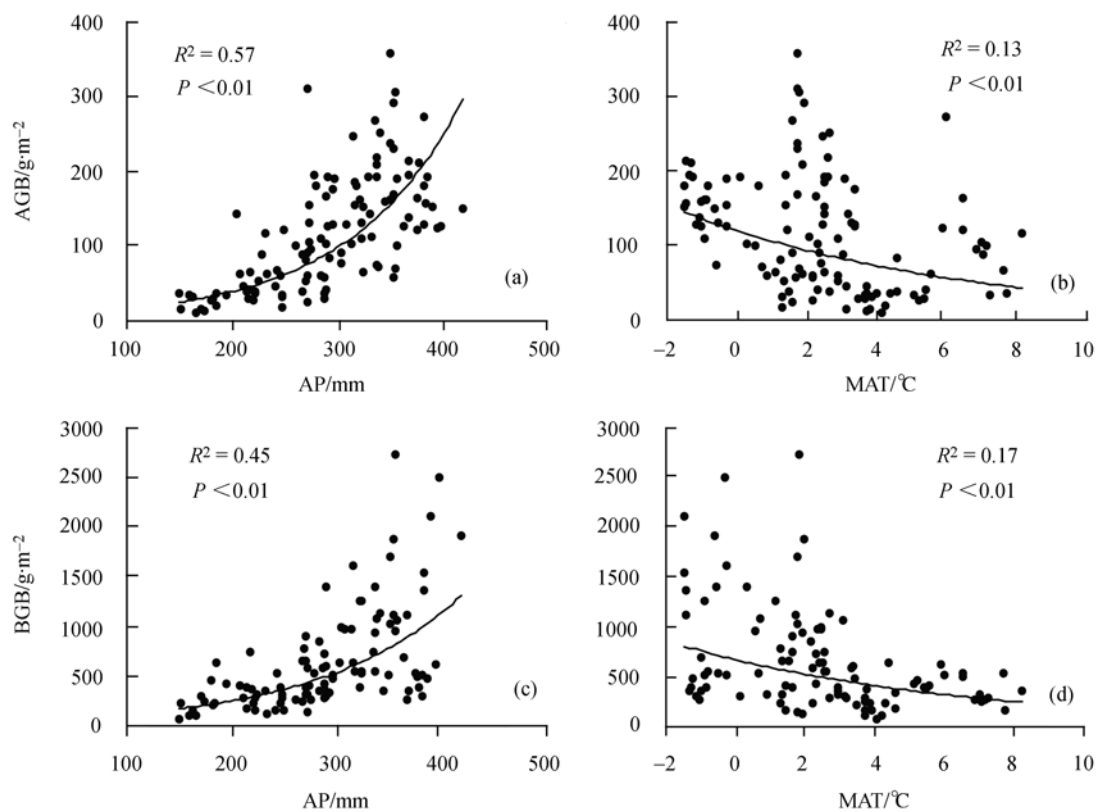 400
R² = 0.57
P <0.01
300
AGB/g·m⁻²
200
100
(a)
0
100 200 300 400 500
AP/mm
400
R² = 0.13
P <0.01
300
200
100
(b)
0
−2 0 2 4 6 8 10
MAT/℃
3000
R² = 0.45
P <0.01
2500
2000
BGB/g·m⁻²
1500
1000
500
(c)
0
100 200 300 400 500
AP/mm
3000
R² = 0.17
P <0.01
2500
2000
1500
1000
500
(d)
0
−2 0 2 4 6 8 10
MAT/℃